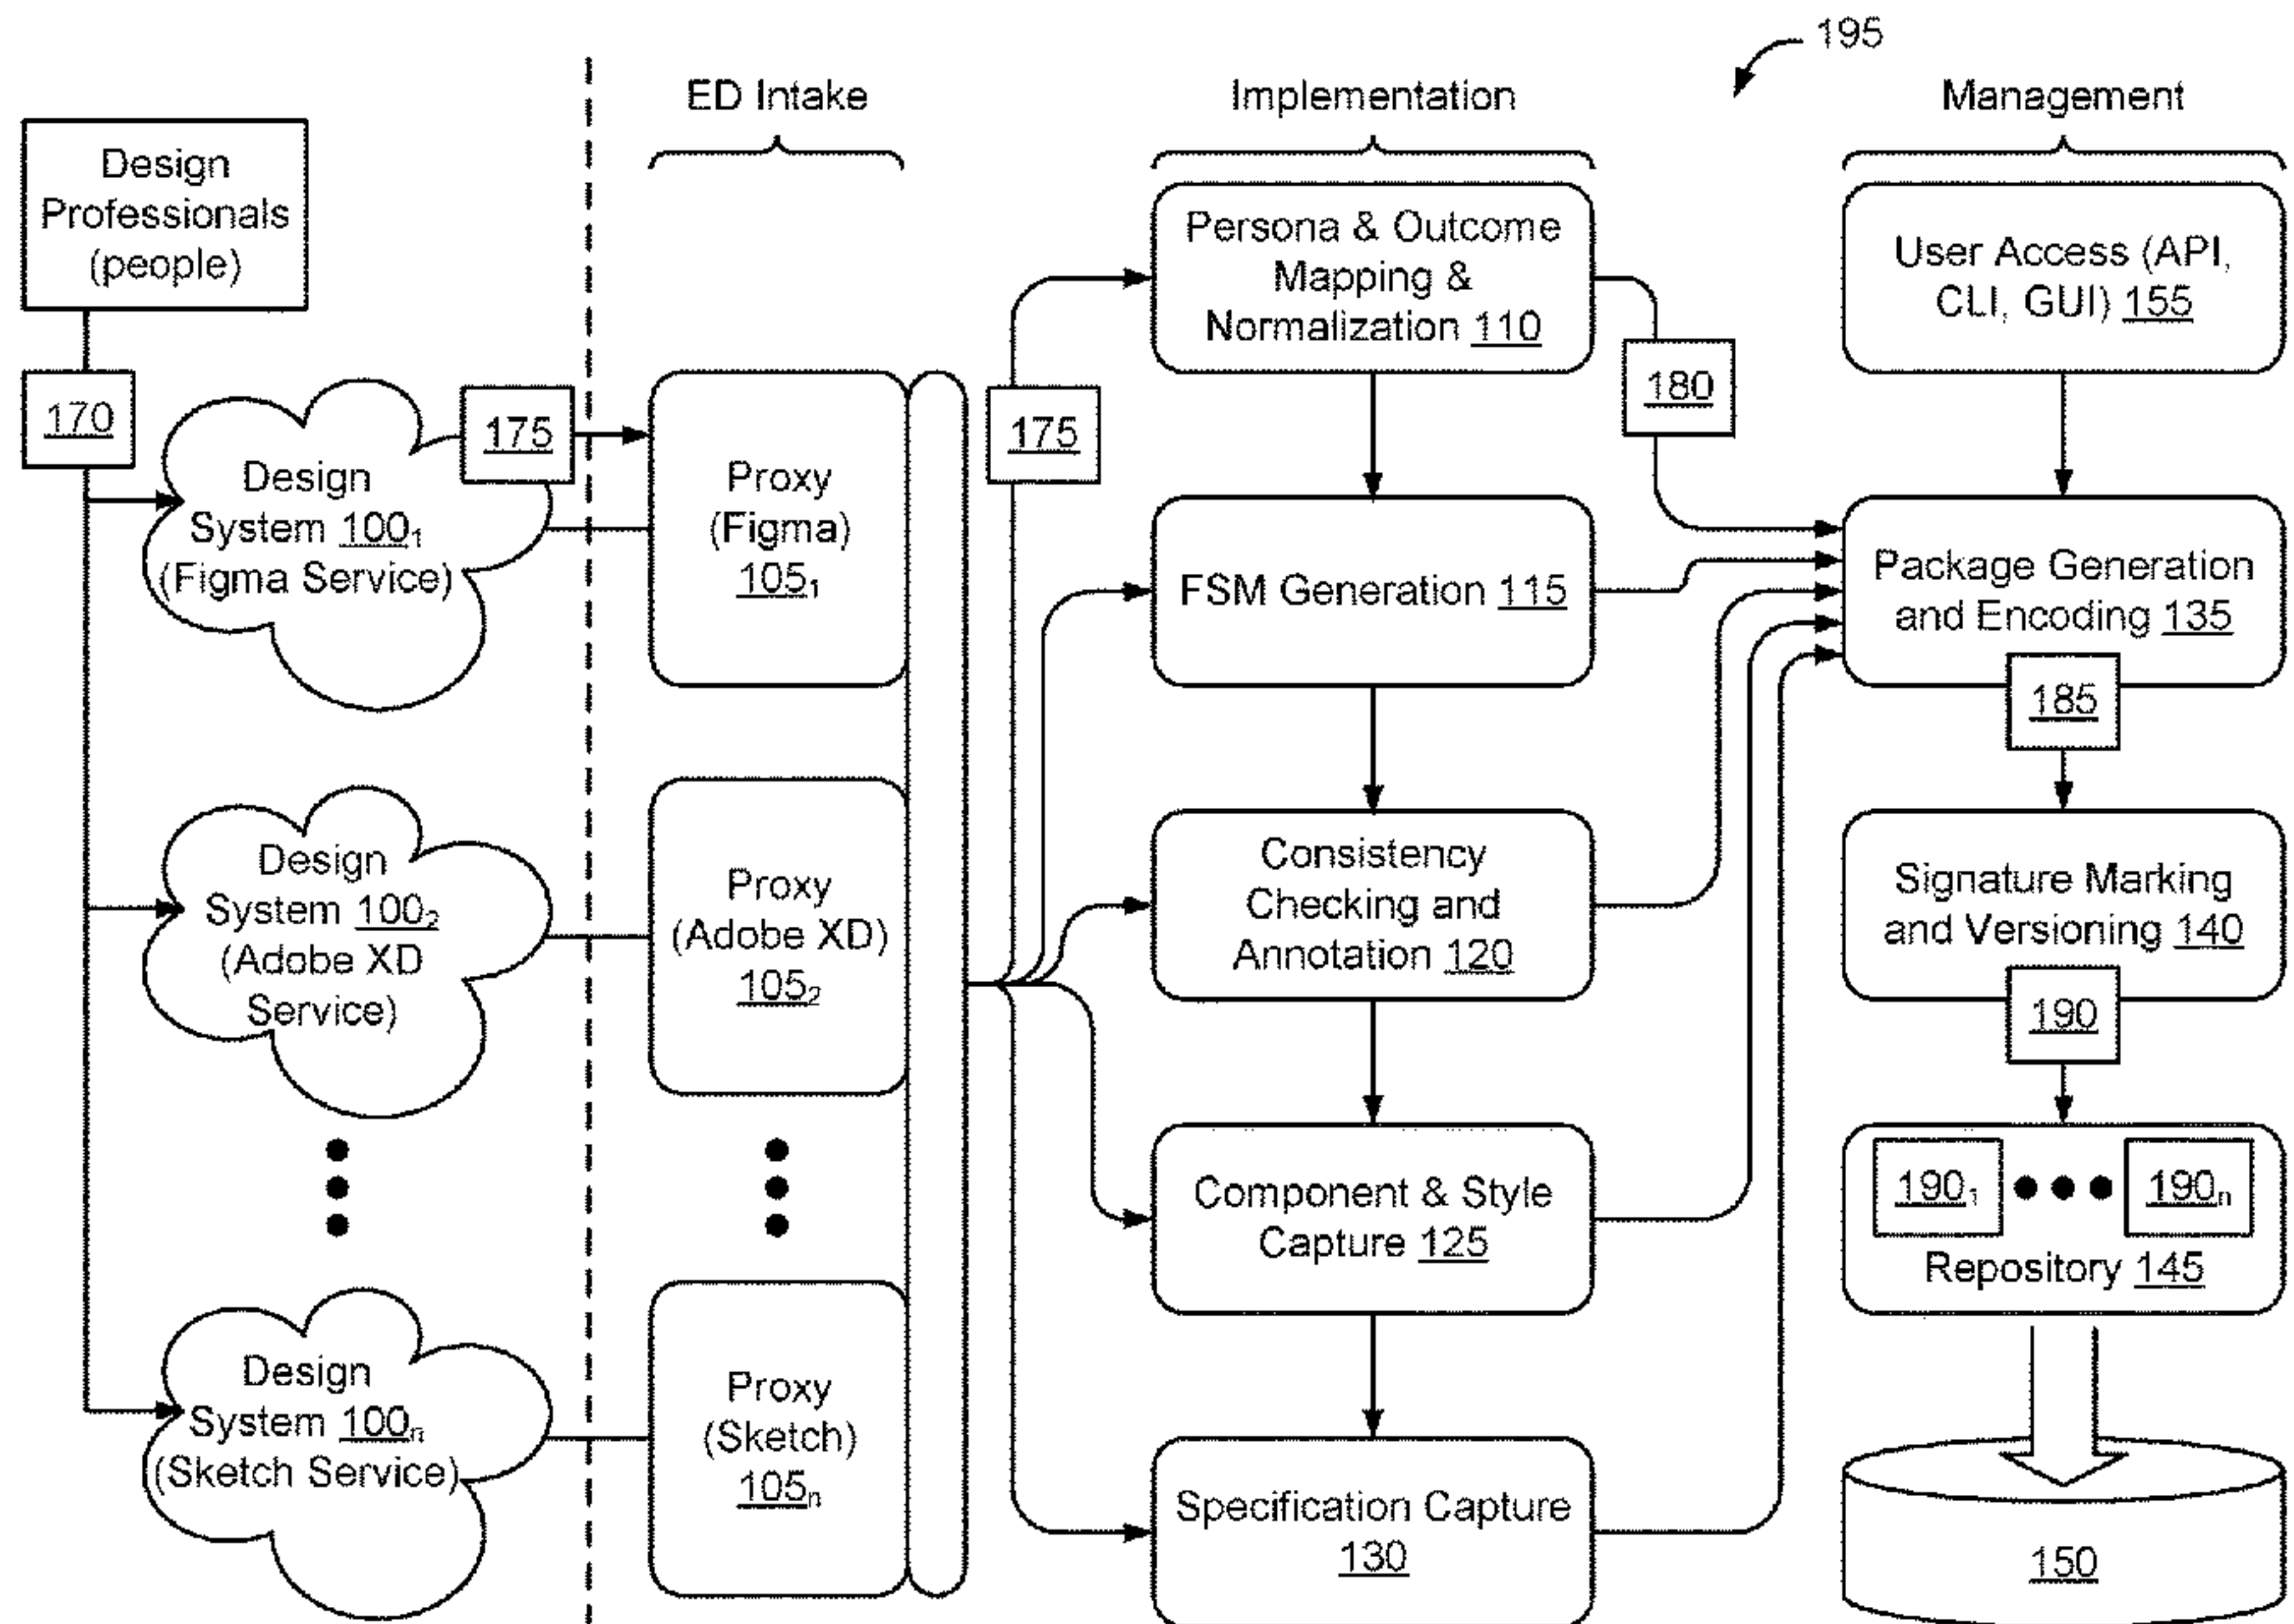 195
ED Intake
Implementation
Management
Design
Professionals
(people)
170
Design
System 100₁
(Figma Service)
175
Proxy
(Figma)
105₁
175
Persona & Outcome
Mapping &
Normalization 110
180
User Access (API,
CLI, GUI) 155
FSM Generation 115
Package Generation
and Encoding 135
185
Design
System 100₂
(Adobe XD
Service)
Proxy
(Adobe XD)
105₂
Consistency
Checking and
Annotation 120
Signature Marking
and Versioning 140
190
Component & Style
Capture 125
190₁ 190ₙ
Repository 145
Design
System 100ₙ
(Sketch Service)
Proxy
(Sketch)
105ₙ
Specification Capture
130
150